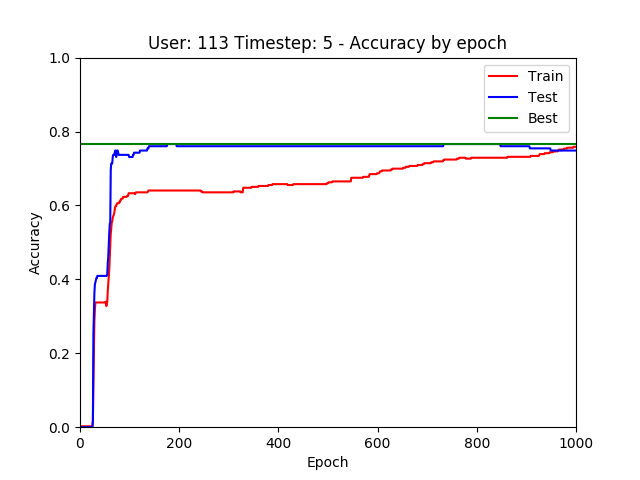 User: 113 Timestep: 5 - Accuracy by epoch
1.0
0.8
0.6
0.4
0.2
0.0
Accuracy
Train
Test
Best
0 200 400 600 800 1000
Epoch